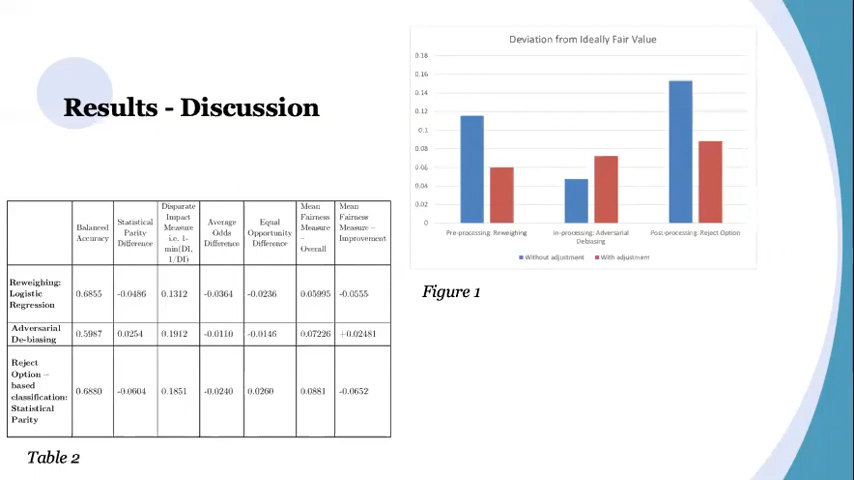 Results - Discussion
Deviation from Ideally Fair Value
0.18
0.16
0.14
0.12
0.1
0.08
0.06
0.04
0.02
0
Pre-processing: Reweighing
In-processing: Adversarial
Debiasing
Post-processing: Reject Option
Without adjustment
With adjustment
Figure 1
Balanced
Accuracy
Statistical
Parity
Difference
Disparate
Impact
Measure
i.e. 1-
min(DI,
1/DI)
Average
Odds
Difference
Equal
Opportunity
Difference
Mean
Fairness
Measure
–
Overall
Mean
Fairness
Measure –
Improvement
Reweighing:
Logistic
Regression
0.6855 -0.0486 0.1312 -0.0364 -0.0236 0.05995 -0.0555
Adversarial
De-biasing
0.5987 0.0254 0.1912 -0.0110 -0.0146 0.07226 +0.02481
Reject
Option –
based
classification:
Statistical
Parity
0.6880 -0.0604 0.1851 -0.0240 0.0260 0.0881 -0.0652
Table 2